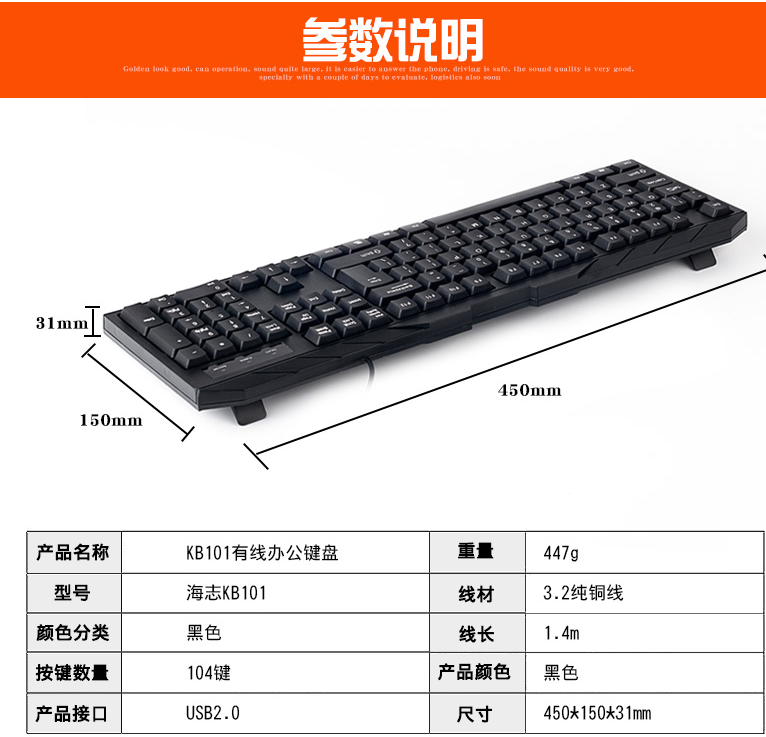 参数说明
Golden look good, can operation, sound quite large, it is easier to answer the phone, driving is safe, the sound quality is very good,
specially with a couple of days to evaluate, logistics also soon
31mm
150mm
450mm
产品名称 KB101有线办公键盘 重量 447g
型号 海志KB101 线材 3.2纯铜线
颜色分类 黑色 线长 1.4m
按键数量 104键 产品颜色 黑色
产品接口 USB2.0 尺寸 450*150*31mm